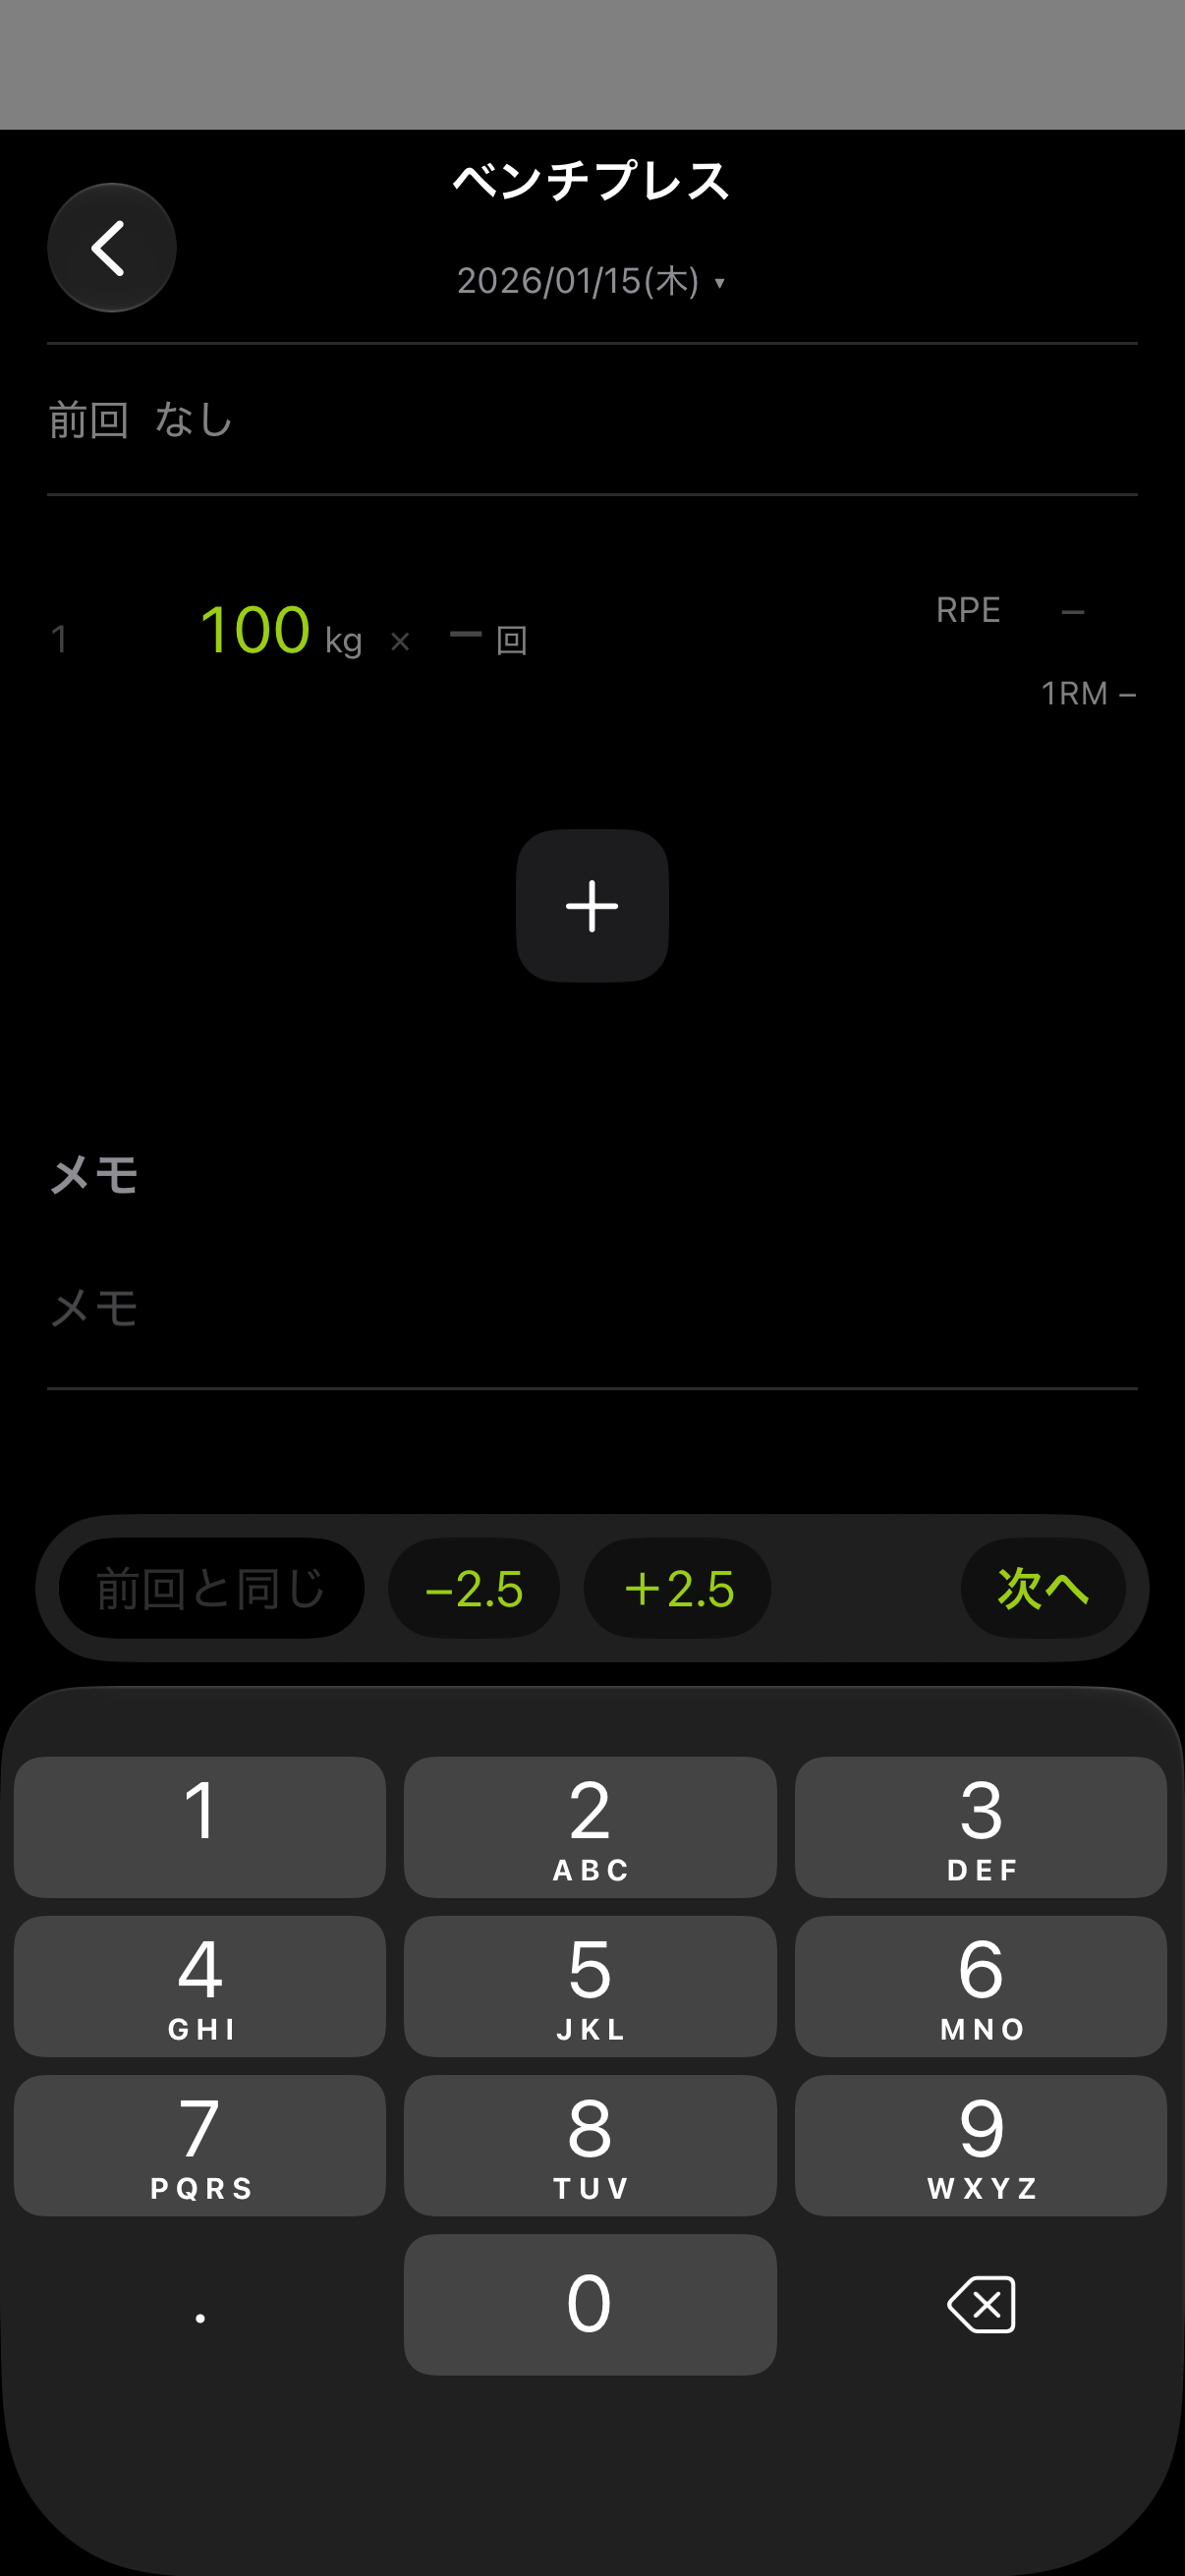 ベンチプレス
2026/01/15(木) ▾
前回 なし
1 100 kg × – 回 RPE –
1RM –
+
メモ
メモ
前回と同じ –2.5 +2.5 次へ
1 2 3
ABC DEF
4 5 6
GHI JKL MNO
7 8 9
PQRS TUV WXYZ
. 0